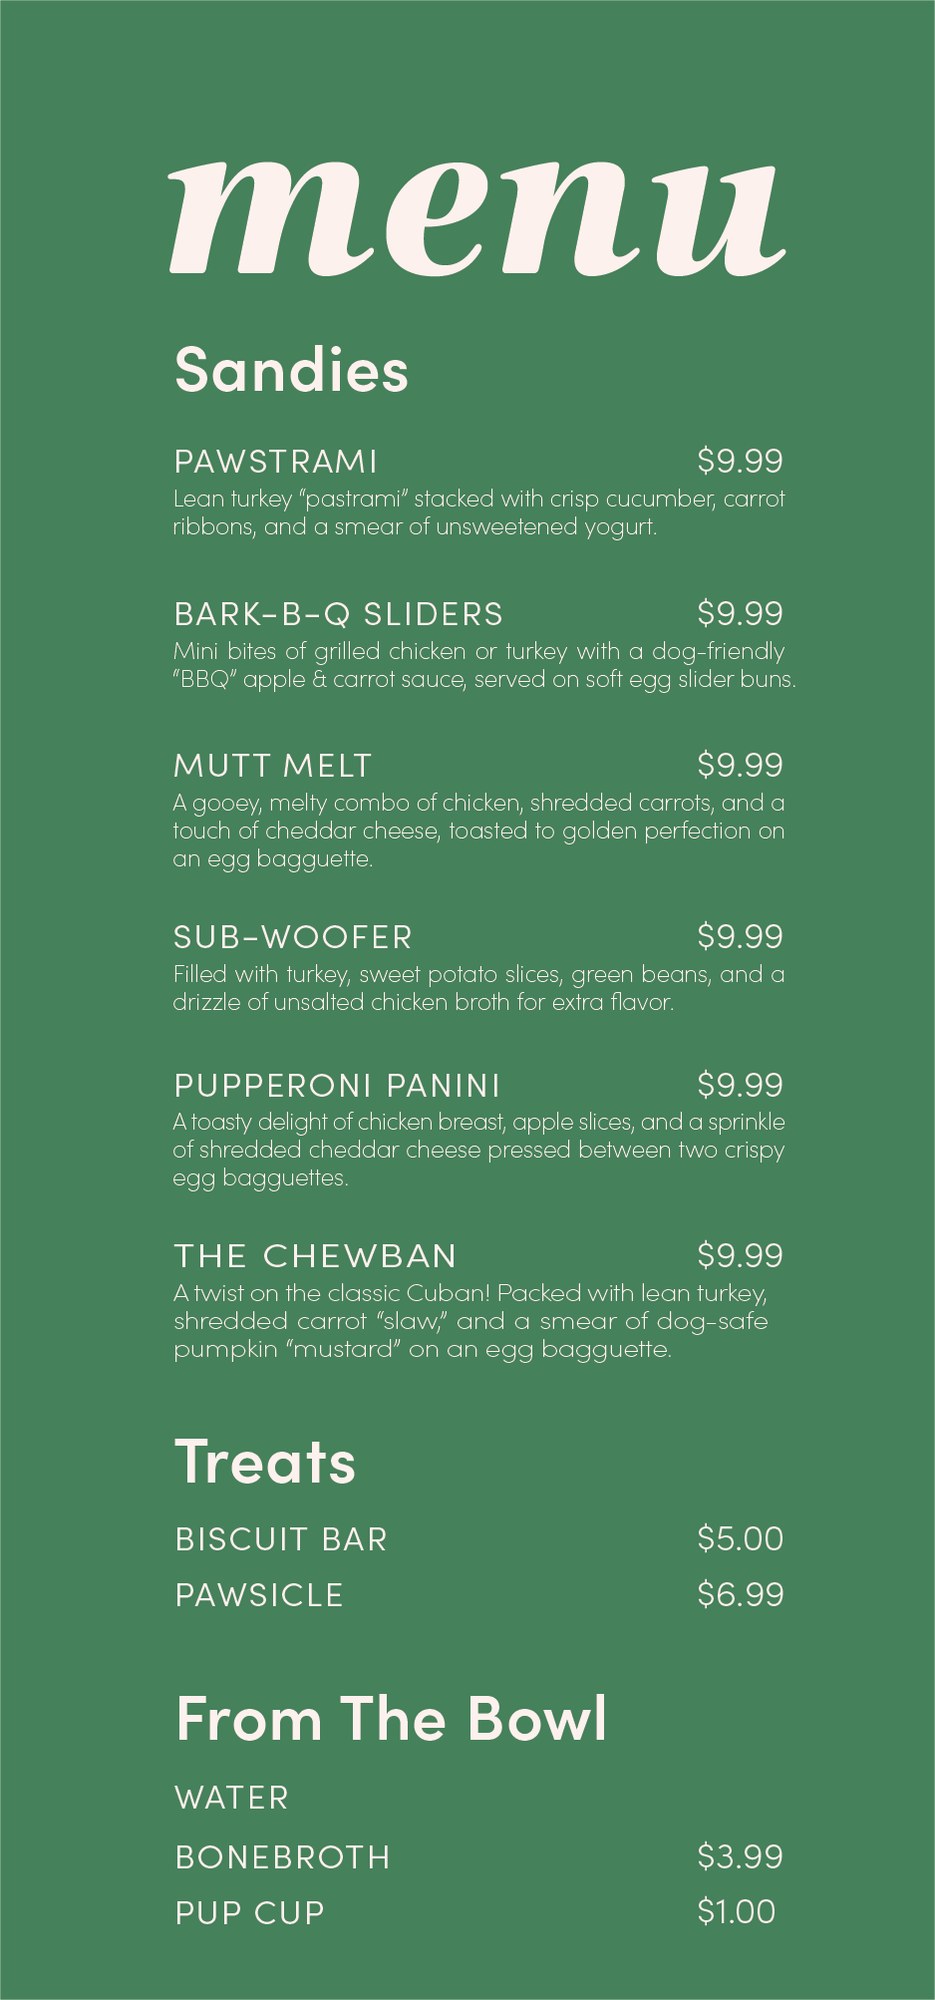 menu
Sandies
PAWSTRAMI $9.99
Lean turkey “pastrami” stacked with crisp cucumber, carrot
ribbons, and a smear of unsweetened yogurt.
BARK-B-Q SLIDERS $9.99
Mini bites of grilled chicken or turkey with a dog-friendly
“BBQ” apple & carrot sauce, served on soft egg slider buns.
MUTT MELT $9.99
A gooey, melty combo of chicken, shredded carrots, and a
touch of cheddar cheese, toasted to golden perfection on
an egg bagguette.
SUB-WOOFER $9.99
Filled with turkey, sweet potato slices, green beans, and a
drizzle of unsalted chicken broth for extra flavor.
PUPPERONI PANINI $9.99
A toasty delight of chicken breast, apple slices, and a sprinkle
of shredded cheddar cheese pressed between two crispy
egg bagguettes.
THE CHEWBAN $9.99
A twist on the classic Cuban! Packed with lean turkey,
shredded carrot “slaw,” and a smear of dog-safe
pumpkin “mustard” on an egg bagguette.
Treats
BISCUIT BAR $5.00
PAWSICLE $6.99
From The Bowl
WATER
BONEBROTH $3.99
PUP CUP $1.00